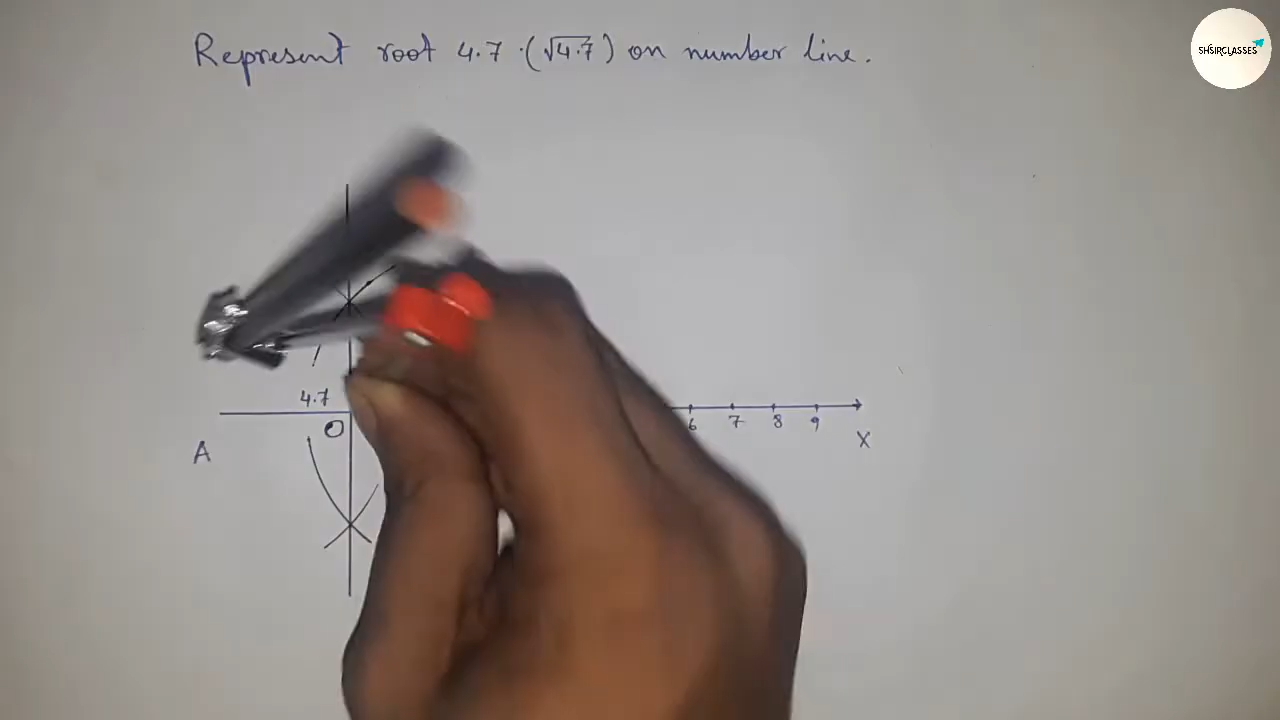 Represent root 4.7 (√4.7) on number line.
SHSIRCLASSES
4.7
O
A
6 7 8 9
X